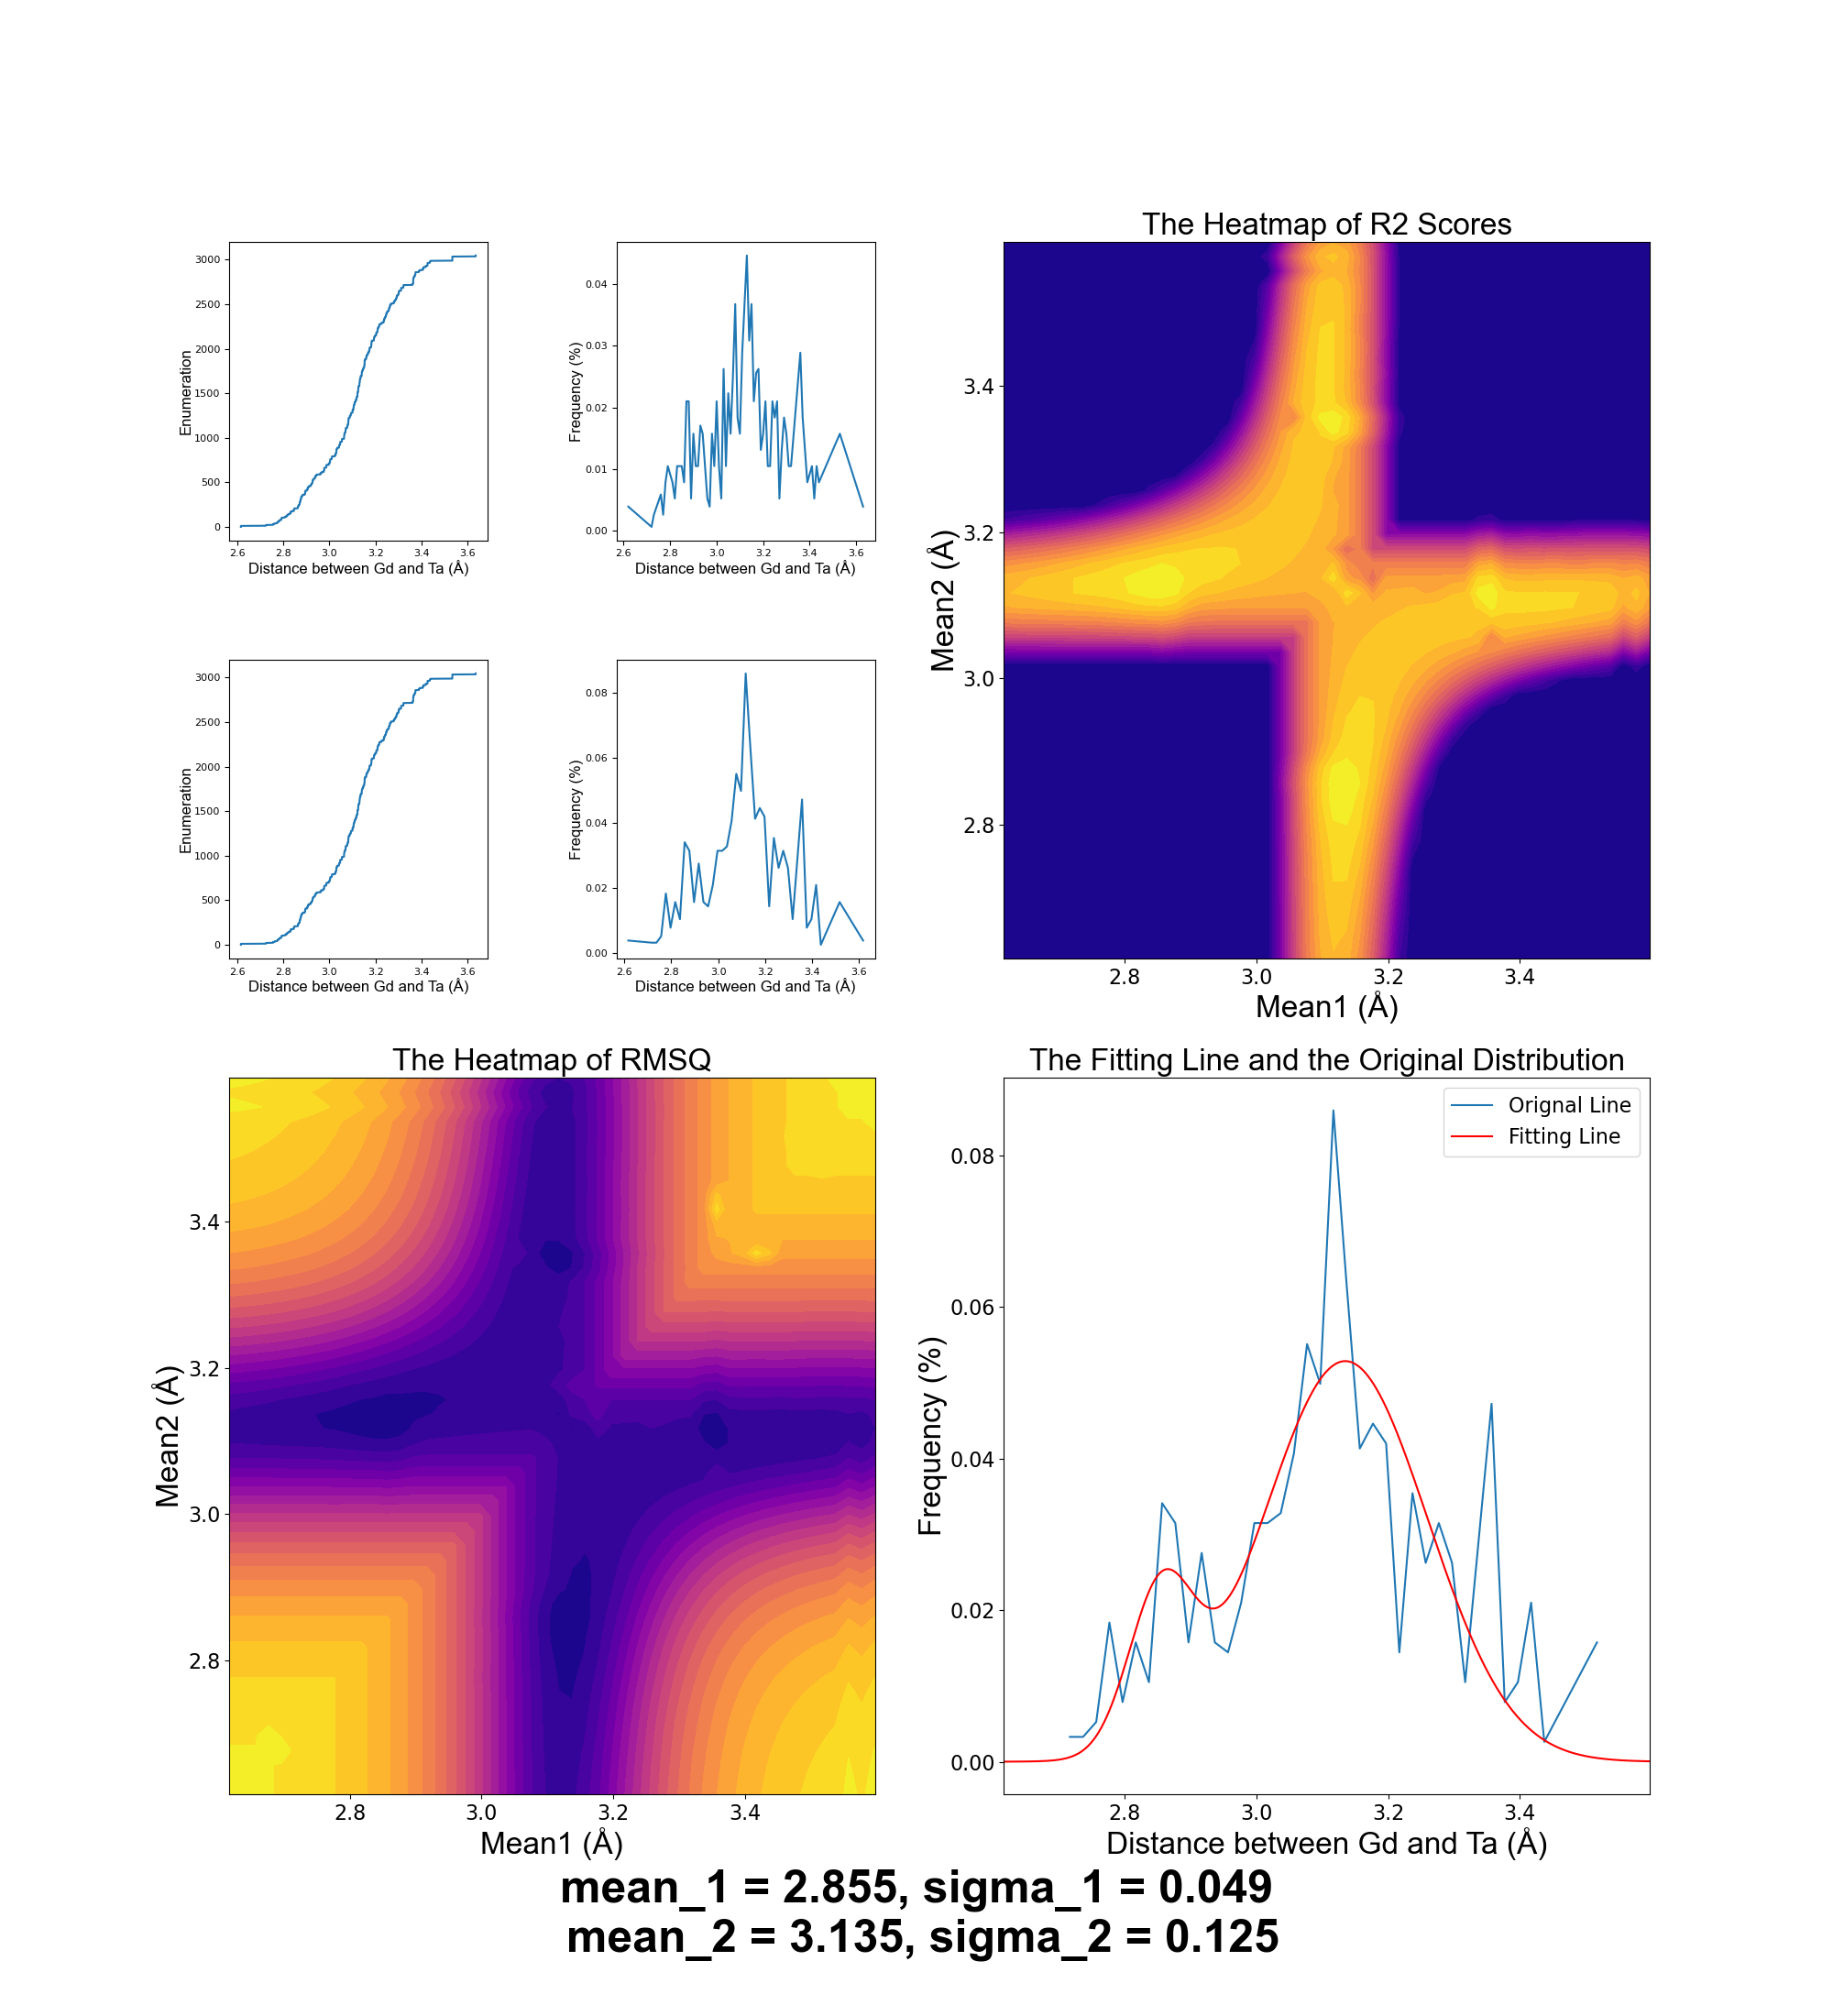 3000
2500
2000
1500
1000
500
0
Enumeration
2.6 2.8 3.0 3.2 3.4 3.6
Distance between Gd and Ta (Å)
0.04
0.03
0.02
0.01
0.00
Frequency (%)
2.6 2.8 3.0 3.2 3.4 3.6
Distance between Gd and Ta (Å)
The Heatmap of R2 Scores
3.4
3.2
3.0
2.8
Mean2 (Å)
2.8 3.0 3.2 3.4
Mean1 (Å)
3000
2500
2000
1500
1000
500
0
Enumeration
2.6 2.8 3.0 3.2 3.4 3.6
Distance between Gd and Ta (Å)
0.08
0.06
0.04
0.02
0.00
Frequency (%)
2.6 2.8 3.0 3.2 3.4 3.6
Distance between Gd and Ta (Å)
The Heatmap of RMSQ
3.4
3.2
3.0
2.8
Mean2 (Å)
2.8 3.0 3.2 3.4
Mean1 (Å)
The Fitting Line and the Original Distribution
Orignal Line
Fitting Line
0.08
0.06
0.04
0.02
0.00
Frequency (%)
2.8 3.0 3.2 3.4
Distance between Gd and Ta (Å)
mean_1 = 2.855, sigma_1 = 0.049
mean_2 = 3.135, sigma_2 = 0.125